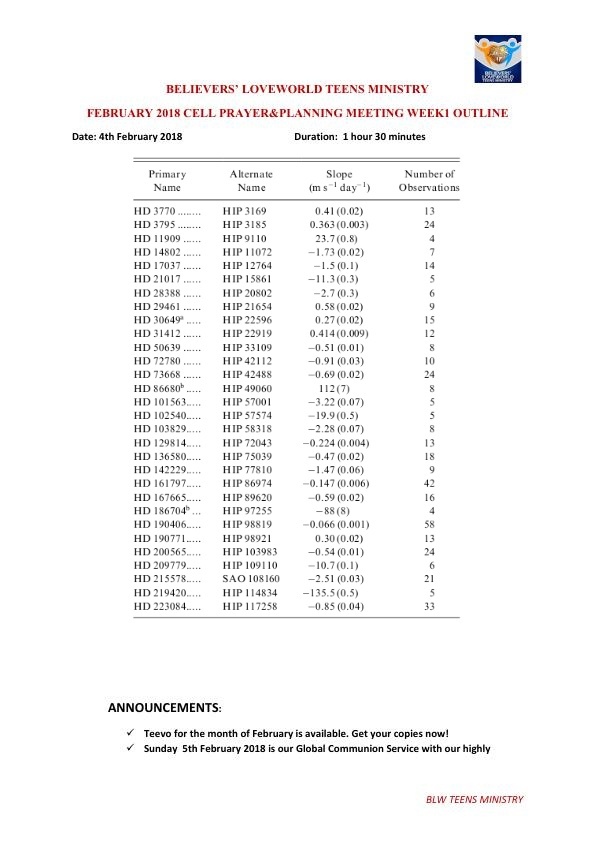 BELIEVERS'
LOVEWORLD
TEENS MINISTRY
BELIEVERS' LOVEWORLD TEENS MINISTRY
FEBRUARY 2018 CELL PRAYER&PLANNING MEETING WEEK1 OUTLINE
Date: 4th February 2018 Duration: 1 hour 30 minutes
Primary Alternate Slope Number of
Name Name (m s⁻¹ day⁻¹) Observations
HD 3770 ........ HIP 3169 0.41 (0.02) 13
HD 3795 ........ HIP 3185 0.363 (0.003) 24
HD 11909 ...... HIP 9110 23.7 (0.8) 4
HD 14802 ...... HIP 11072 −1.73 (0.02) 7
HD 17037 ...... HIP 12764 −1.5 (0.1) 14
HD 21017 ...... HIP 15861 −11.3 (0.3) 5
HD 28388 ...... HIP 20802 −2.7 (0.3) 6
HD 29461 ...... HIP 21654 0.58 (0.02) 9
HD 30649ᵃ ..... HIP 22596 0.27 (0.02) 15
HD 31412 ...... HIP 22919 0.414 (0.009) 12
HD 50639 ...... HIP 33109 −0.51 (0.01) 8
HD 72780 ...... HIP 42112 −0.91 (0.03) 10
HD 73668 ...... HIP 42488 −0.69 (0.02) 24
HD 86680ᵇ ..... HIP 49060 112 (7) 8
HD 101563..... HIP 57001 −3.22 (0.07) 5
HD 102540..... HIP 57574 −19.9 (0.5) 5
HD 103829..... HIP 58318 −2.28 (0.07) 8
HD 129814..... HIP 72043 −0.224 (0.004) 13
HD 136580..... HIP 75039 −0.47 (0.02) 18
HD 142229..... HIP 77810 −1.47 (0.06) 9
HD 161797..... HIP 86974 −0.147 (0.006) 42
HD 167665..... HIP 89620 −0.59 (0.02) 16
HD 186704ᵇ ... HIP 97255 −88 (8) 4
HD 190406..... HIP 98819 −0.066 (0.001) 58
HD 190771..... HIP 98921 0.30 (0.02) 13
HD 200565..... HIP 103983 −0.54 (0.01) 24
HD 209779..... HIP 109110 −10.7 (0.1) 6
HD 215578..... SAO 108160 −2.51 (0.03) 21
HD 219420..... HIP 114834 −135.5 (0.5) 5
HD 223084..... HIP 117258 −0.85 (0.04) 33
ANNOUNCEMENTS:
✓ Teevo for the month of February is available. Get your copies now!
✓ Sunday 5th February 2018 is our Global Communion Service with our highly
BLW TEENS MINISTRY